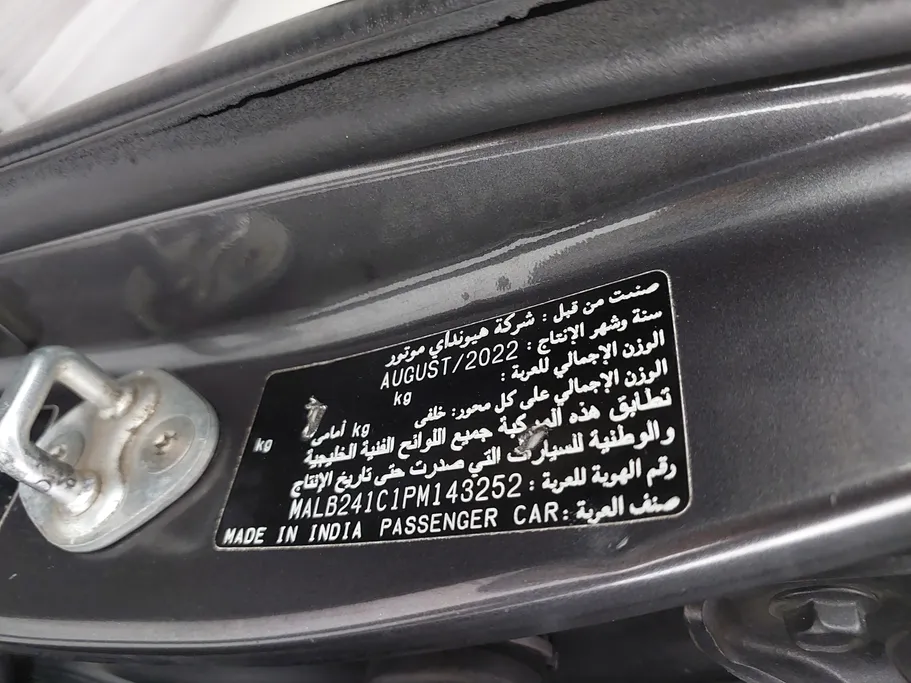 صنعت من قبل : شركة هيونداي موتور
سنة وشهر الإنتاج : AUGUST/2022
الوزن الإجمالي للعربة : kg
الوزن الإجمالي على كل محور: خلفى kg أمامي kg
تطابق هذه المركبة جميع اللوائح الفنية الخليجية
والوطنية للسيارات التي صدرت حتى تاريخ الإنتاج
رقم الهوية للعربة : MALB241C1PM143252
صنف العربة : MADE IN INDIA PASSENGER CAR